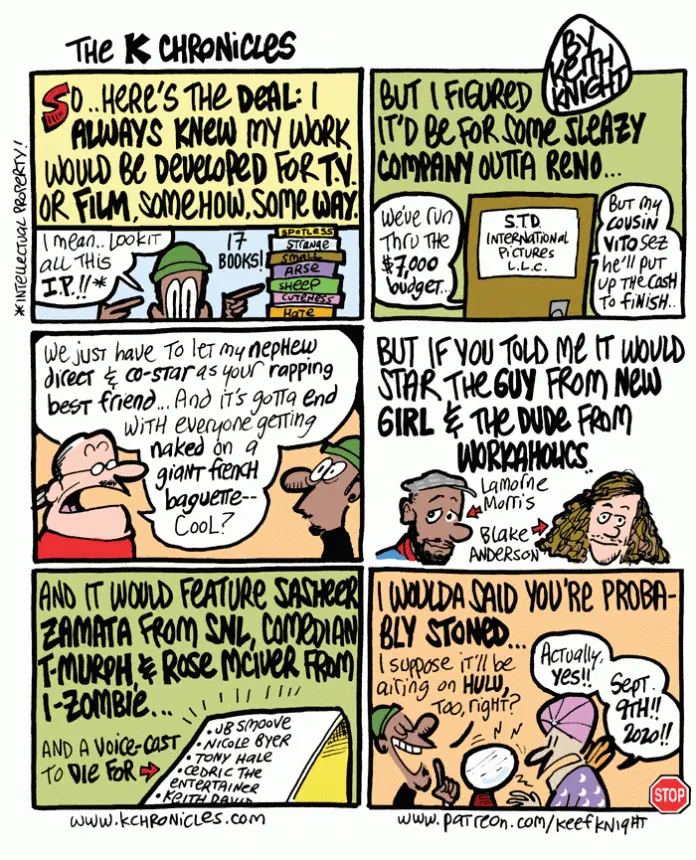 THE K CHRONICLES
BY
KEITH
KNIGHT
SO..HERE'S THE DEAL: I
ALWAYS KNEW MY WORK
WOULD BE DEVELOPED FOR T.V.
OR FILM, SOMEHOW, SOME WAY.
I MEAN.. LOOKIT
ALL THIS
I.P.!!*
17
BOOKS!
SPOTLESS
STRANGE
SMALL
ARSE
SHEEP
CUTENESS
HATE
*INTELLECTUAL PROPERTY!
BUT I FIGURED
IT'D BE FOR SOME SLEAZY
COMPANY OUTTA RENO...
WE'VE RUN
THRU THE
$7,000
BUDGET..
S.T.D.
INTERNATIONAL
PICTURES
L.L.C.
BUT MY
COUSIN
VITO SEZ
HE'LL PUT
UP THE CASH
TO FINISH..
WE JUST HAVE TO LET MY NEPHEW
DIRECT & CO-STAR AS YOUR RAPPING
BEST FRIEND... AND IT'S GOTTA END
WITH EVERYONE GETTING
NAKED ON A
GIANT FRENCH
BAGUETTE--
COOL?
BUT IF YOU TOLD ME IT WOULD
STAR THE GUY FROM NEW
GIRL & THE DUDE FROM
WORKAHOLICS..
LAMORNE
MORRIS
BLAKE
ANDERSON
AND IT WOULD FEATURE SASHEER
ZAMATA FROM SNL, COMEDIAN
T-MURPH, & ROSE MCIVER FROM
I-ZOMBIE...
AND A VOICE-CAST
TO DIE FOR
• JB SMOOVE
• NICOLE BYER
• TONY HALE
• CEDRIC THE
ENTERTAINER
• KEITH DAVID
I WOULDA SAID YOU'RE PROBA-
BLY STONED...
I SUPPOSE IT'LL BE
AIRING ON HULU,
TOO, RIGHT?
ACTUALLY,
YES!!
SEPT.
9TH!!
2020!!
STOP
WWW.KCHRONICLES.COM
WWW.PATREON.COM/KEEFKNIGHT